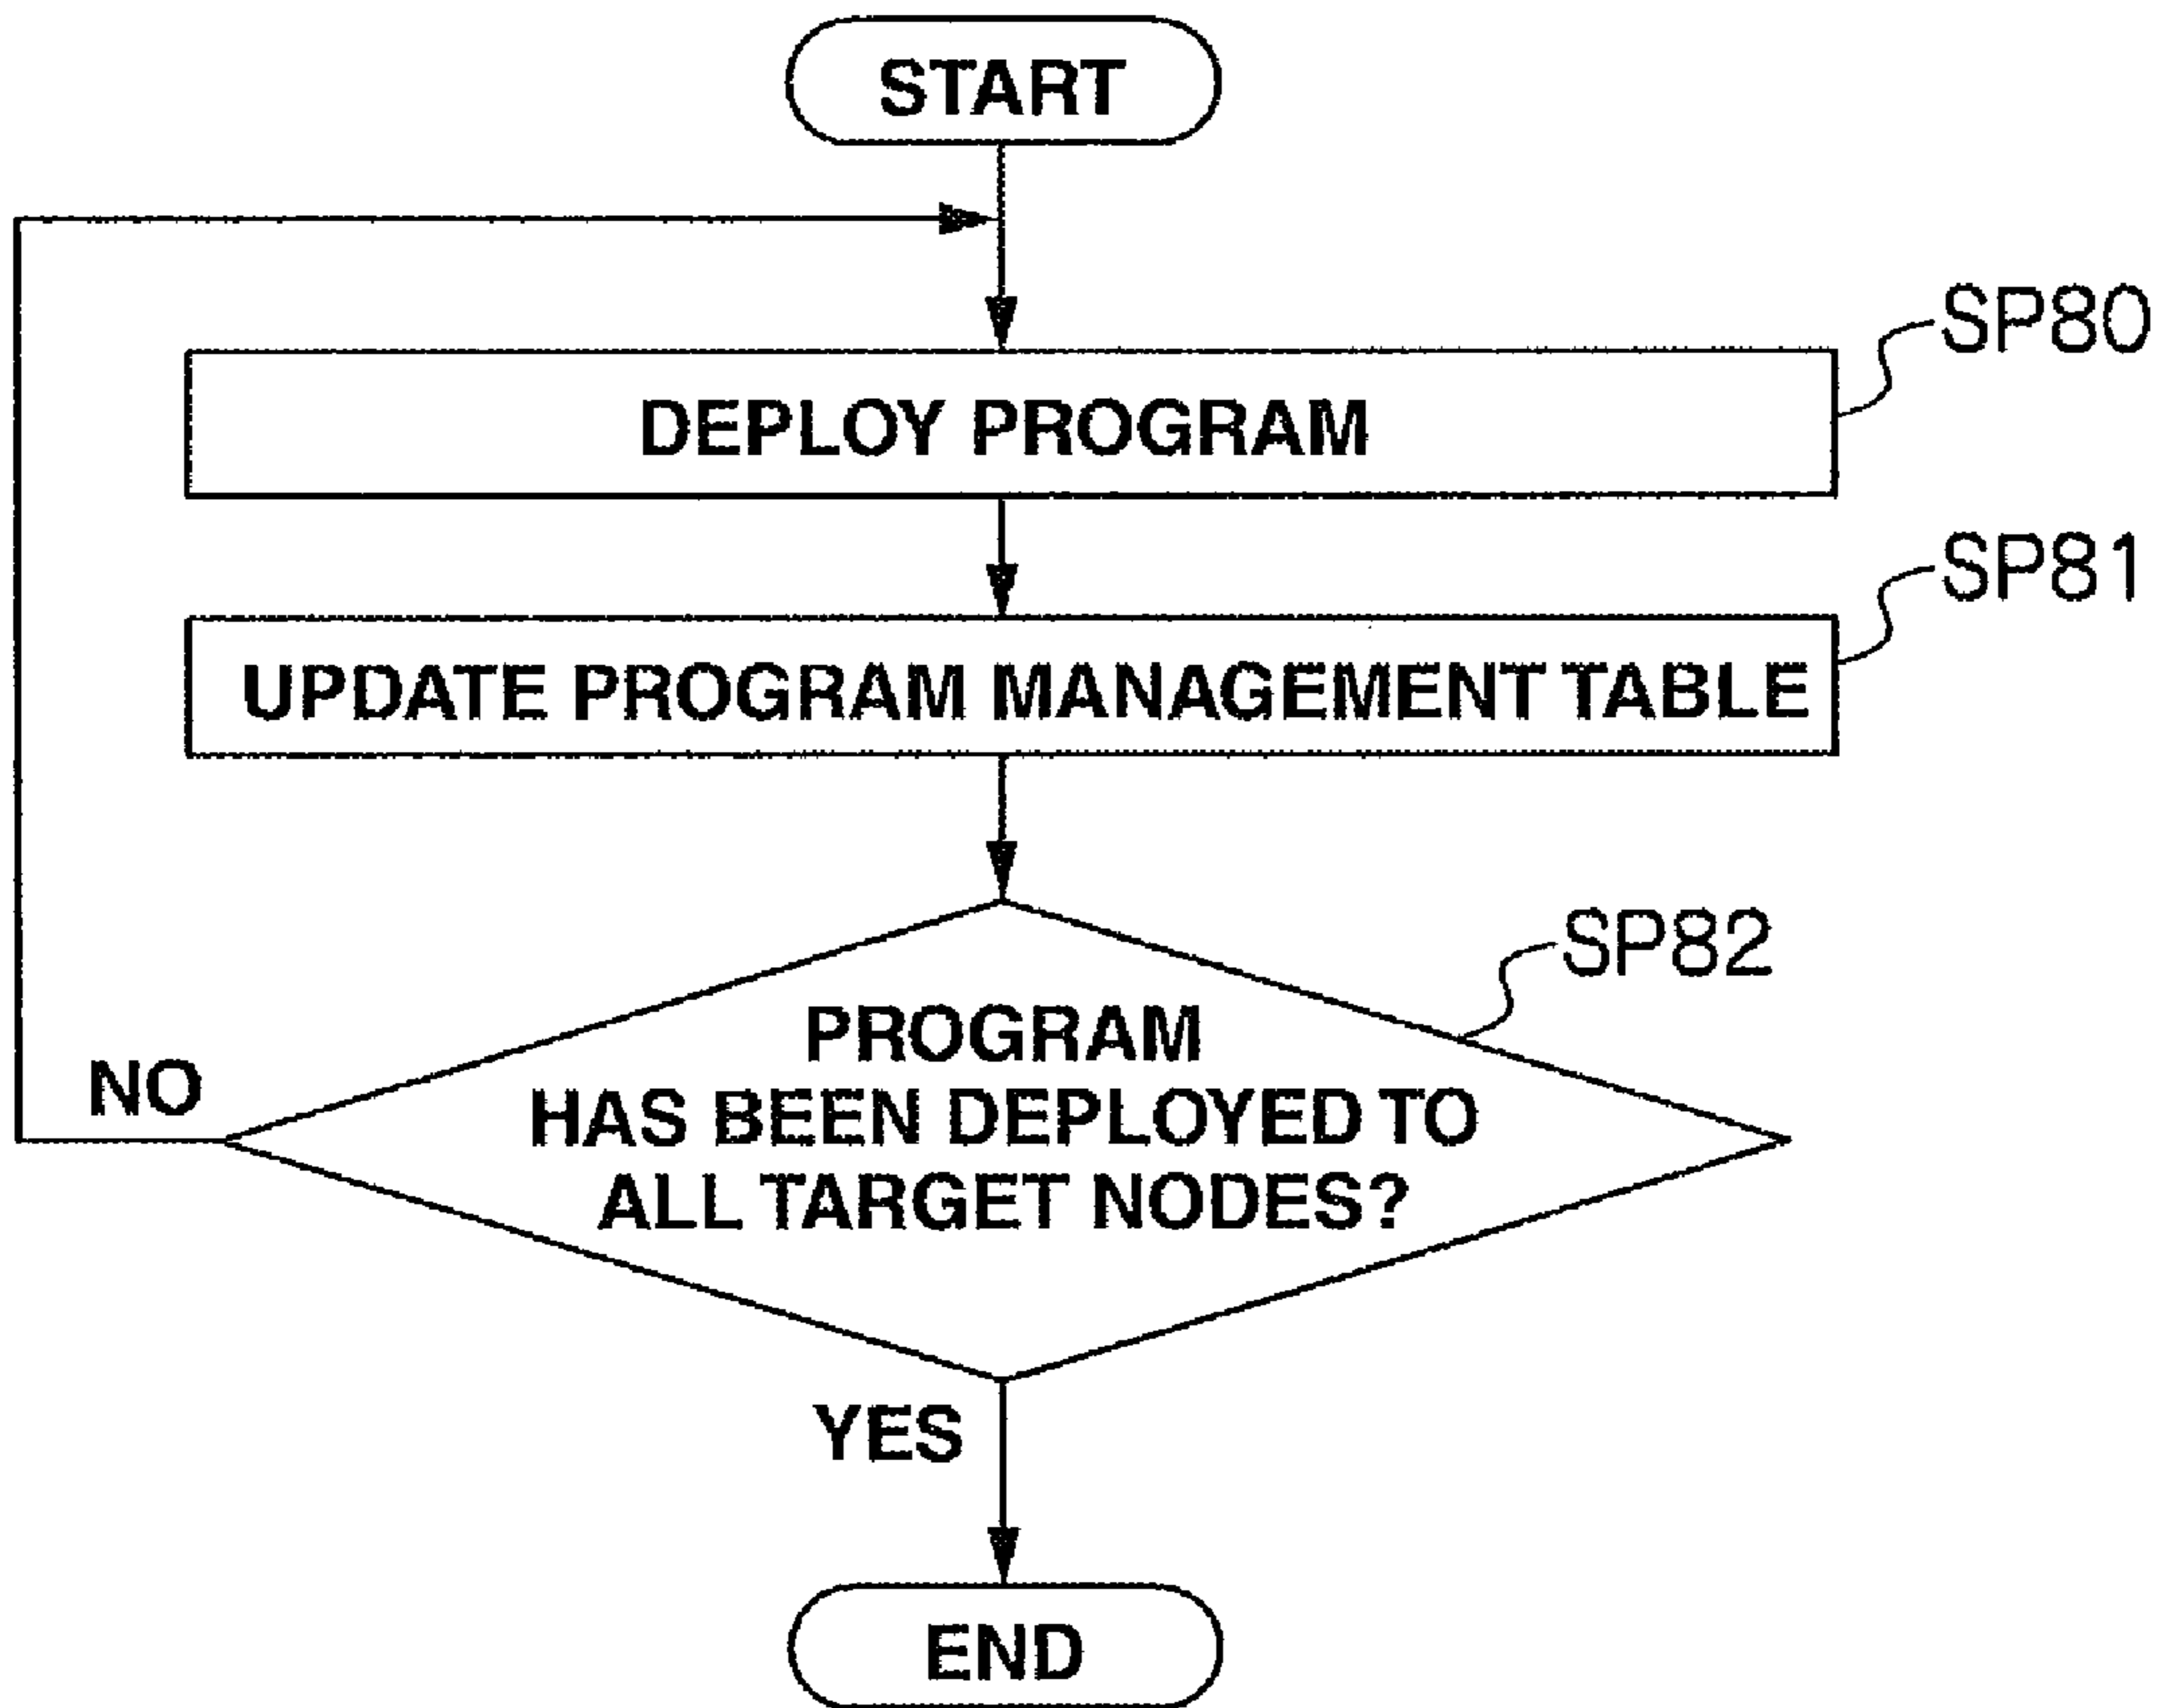 START
SP80
DEPLOY PROGRAM
SP81
UPDATE PROGRAM MANAGEMENT TABLE
SP82
PROGRAM
HAS BEEN DEPLOYED TO
ALL TARGET NODES?
NO
YES
END